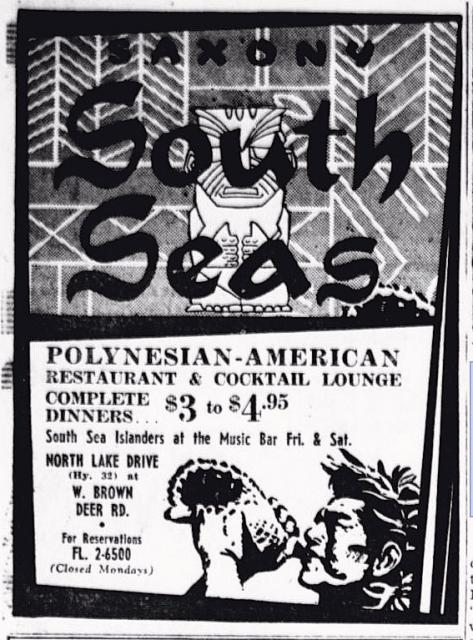 SAXONY
South
Seas
POLYNESIAN-AMERICAN
RESTAURANT & COCKTAIL LOUNGE
COMPLETE
DINNERS... $3 to $4.95
South Sea Islanders at the Music Bar Fri. & Sat.
NORTH LAKE DRIVE
(Hy. 32) at
W. BROWN
DEER RD.
•
For Reservations
FL. 2-6500
(Closed Mondays)